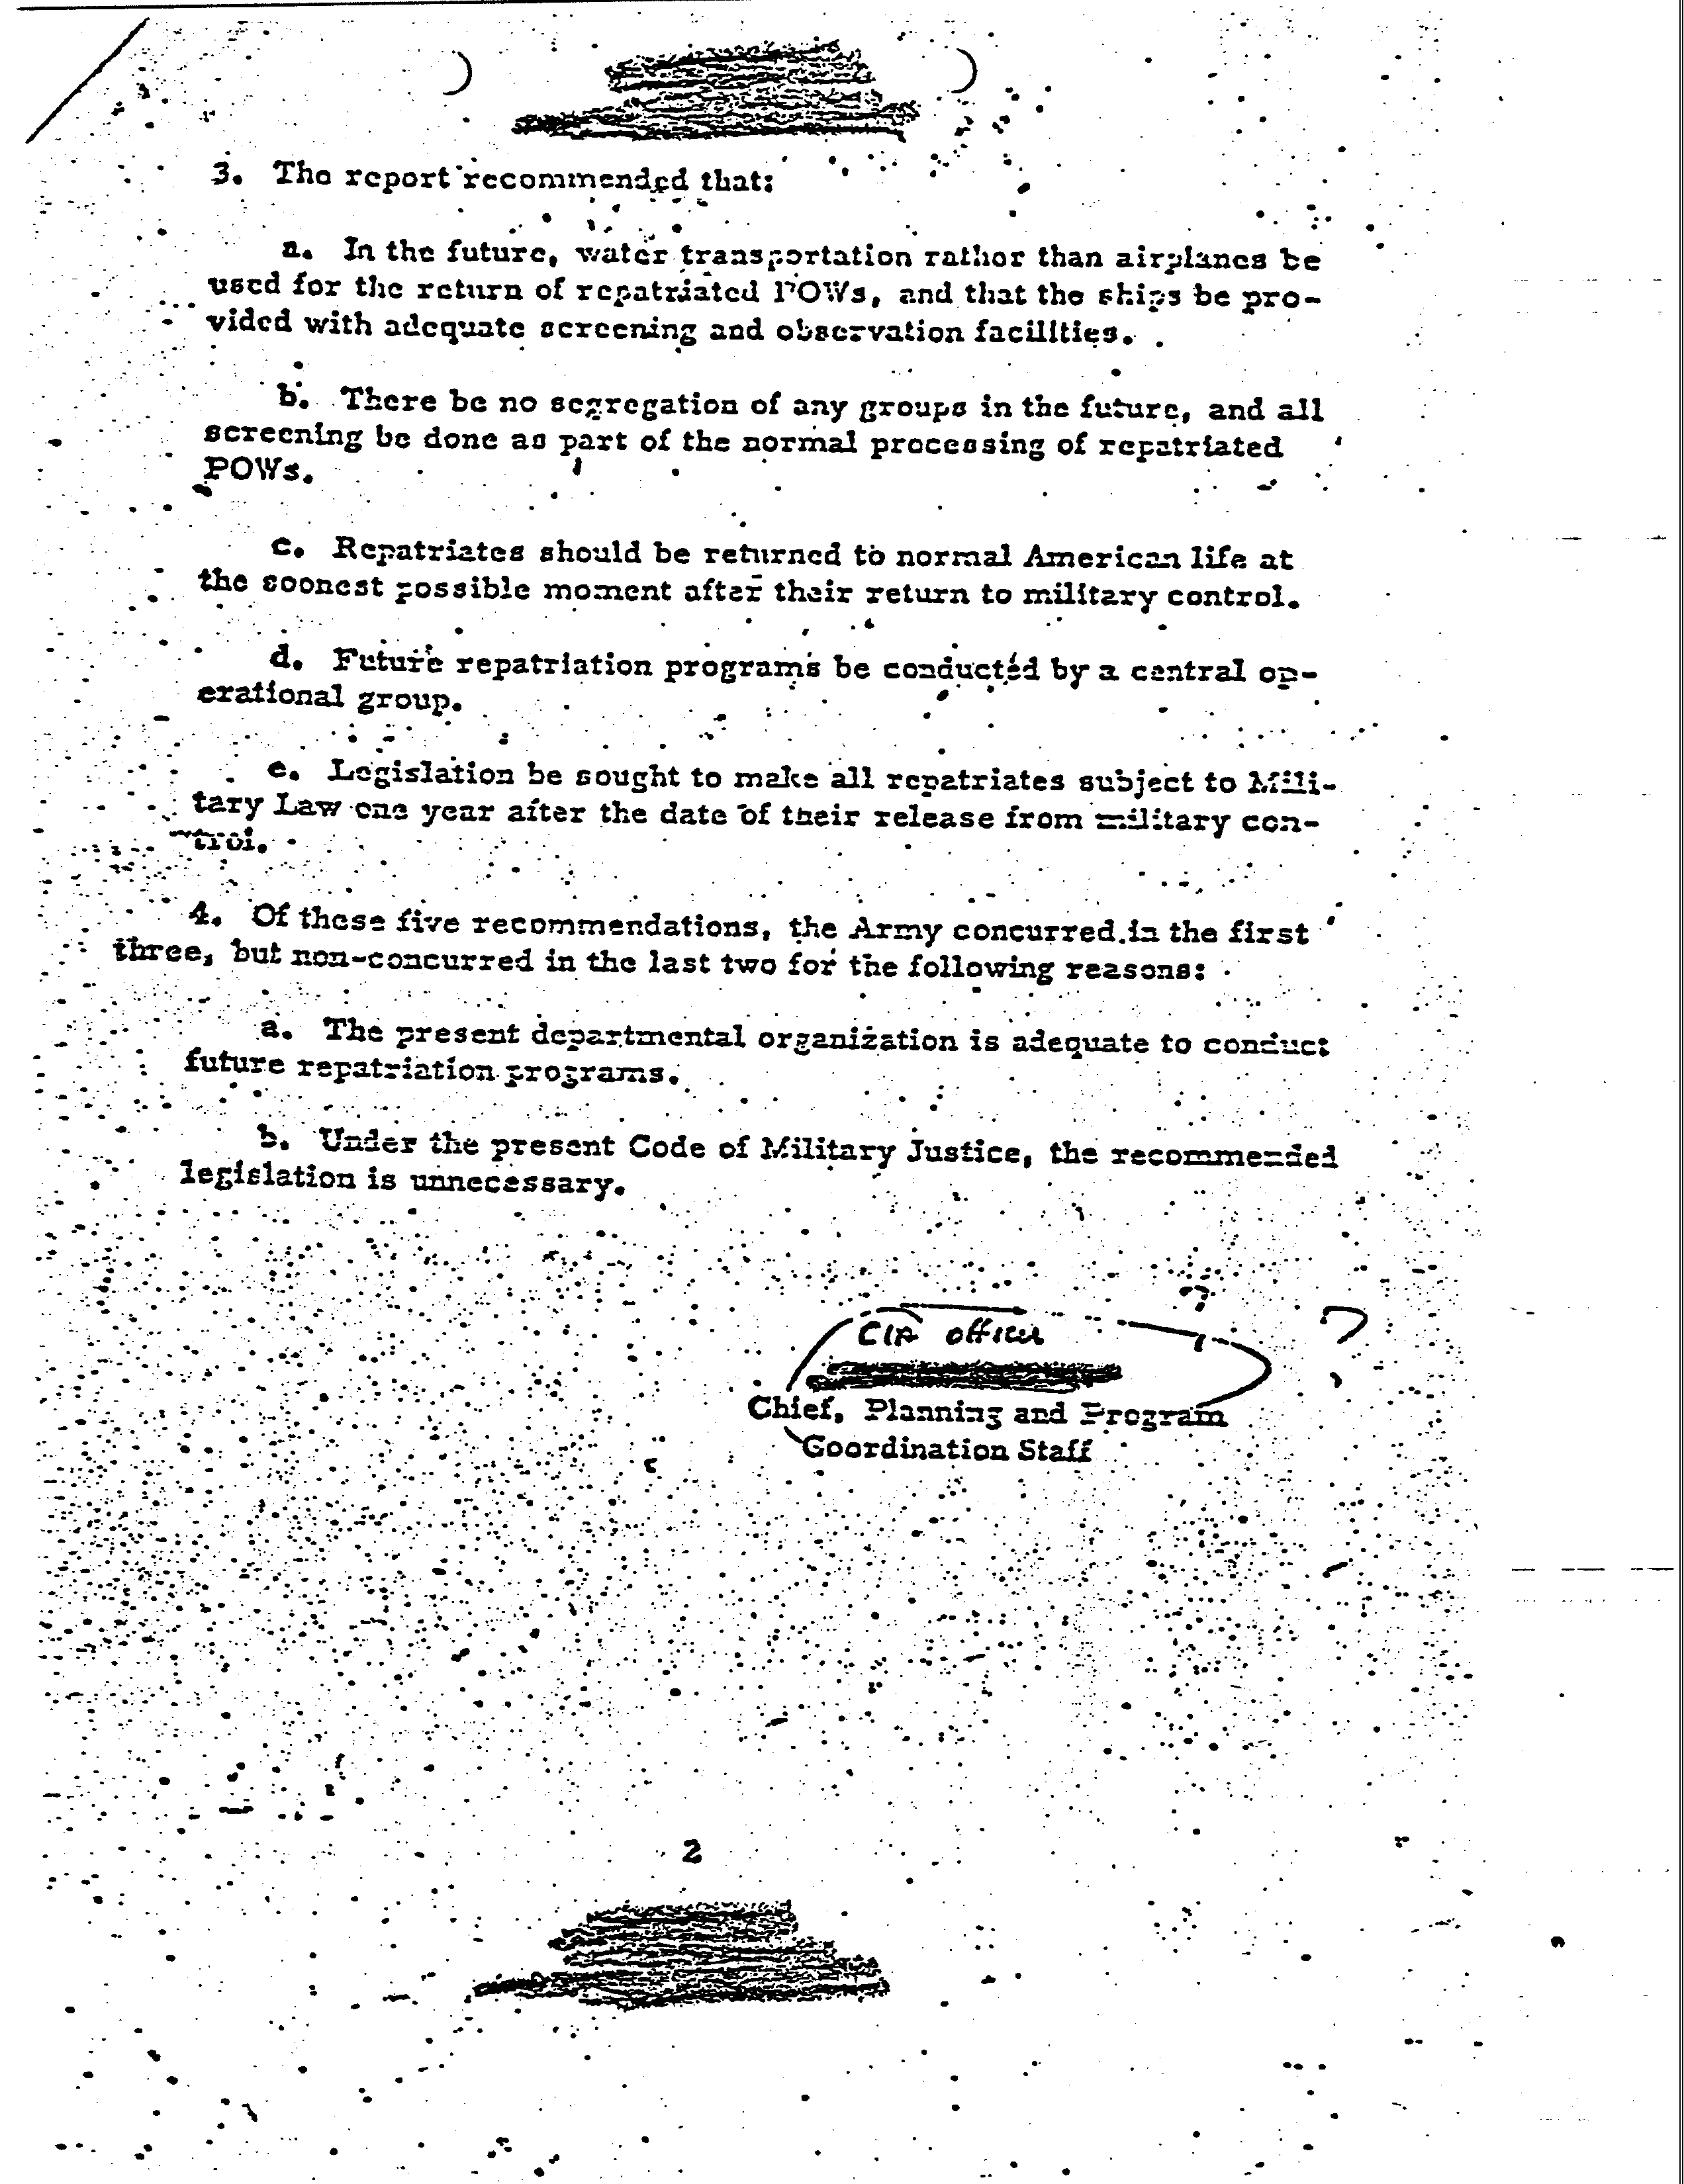 3. The report recommended that:
a. In the future, water transportation rather than airplanes be
used for the return of repatriated POWs, and that the ships be pro-
vided with adequate screening and observation facilities.
b. There be no segregation of any groups in the future, and all
screening be done as part of the normal processing of repatriated
POWs.
c. Repatriates should be returned to normal American life at
the soonest possible moment after their return to military control.
d. Future repatriation programs be conducted by a central op-
erational group.
e. Legislation be sought to make all repatriates subject to Mili-
tary Law one year after the date of their release from military con-
trol.
4. Of these five recommendations, the Army concurred in the first
three, but non-concurred in the last two for the following reasons:
a. The present departmental organization is adequate to conduct
future repatriation programs.
b. Under the present Code of Military Justice, the recommended
legislation is unnecessary.
CIA officer
?
Chief, Planning and Program
Coordination Staff
2